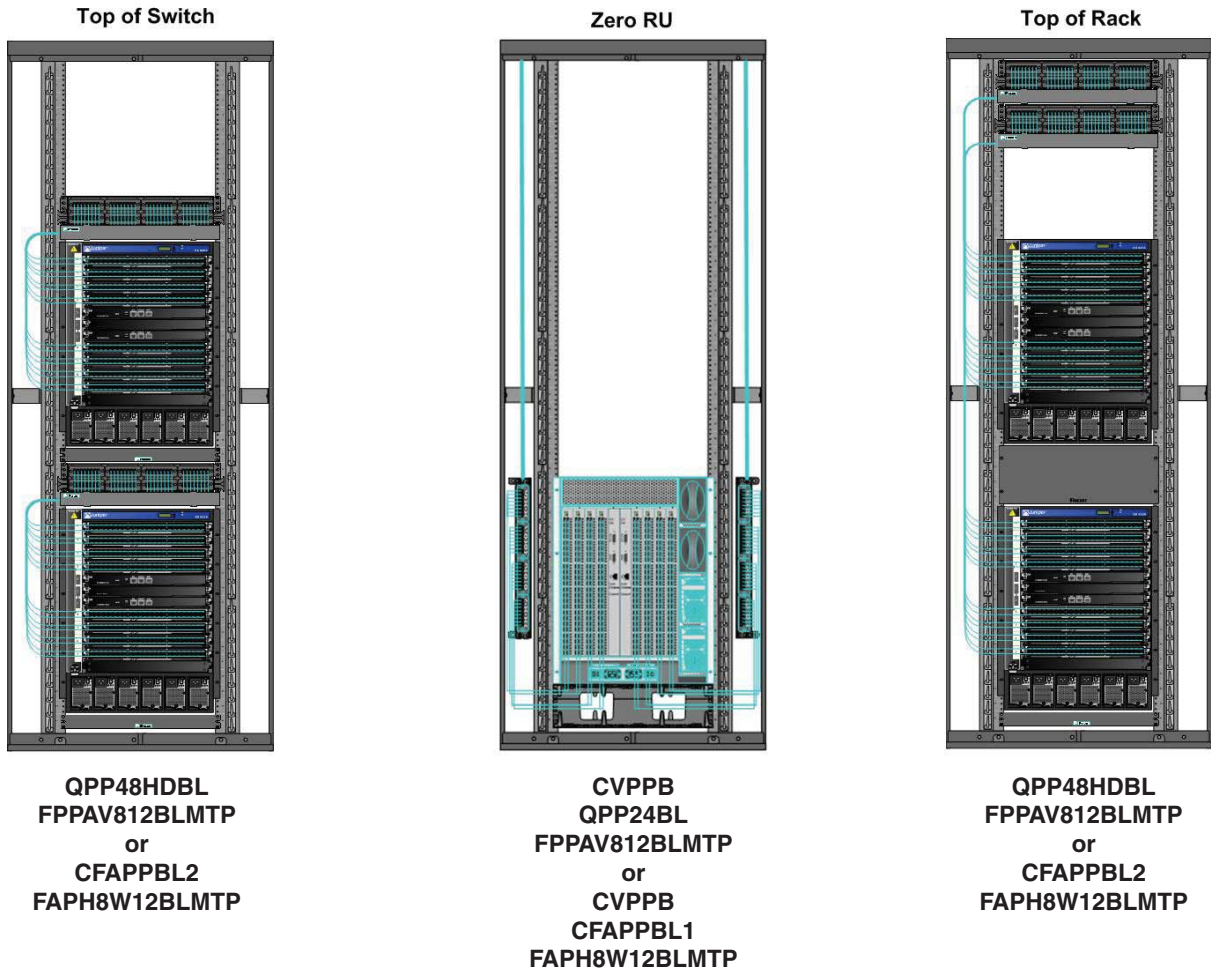 Top of Switch
Zero RU
Top of Rack
QPP48HDBL
FPPAV812BLMTP
or
CFAPPBL2
FAPH8W12BLMTP
CVPPB
QPP24BL
FPPAV812BLMTP
or
CVPPB
CFAPPBL1
FAPH8W12BLMTP
QPP48HDBL
FPPAV812BLMTP
or
CFAPPBL2
FAPH8W12BLMTP